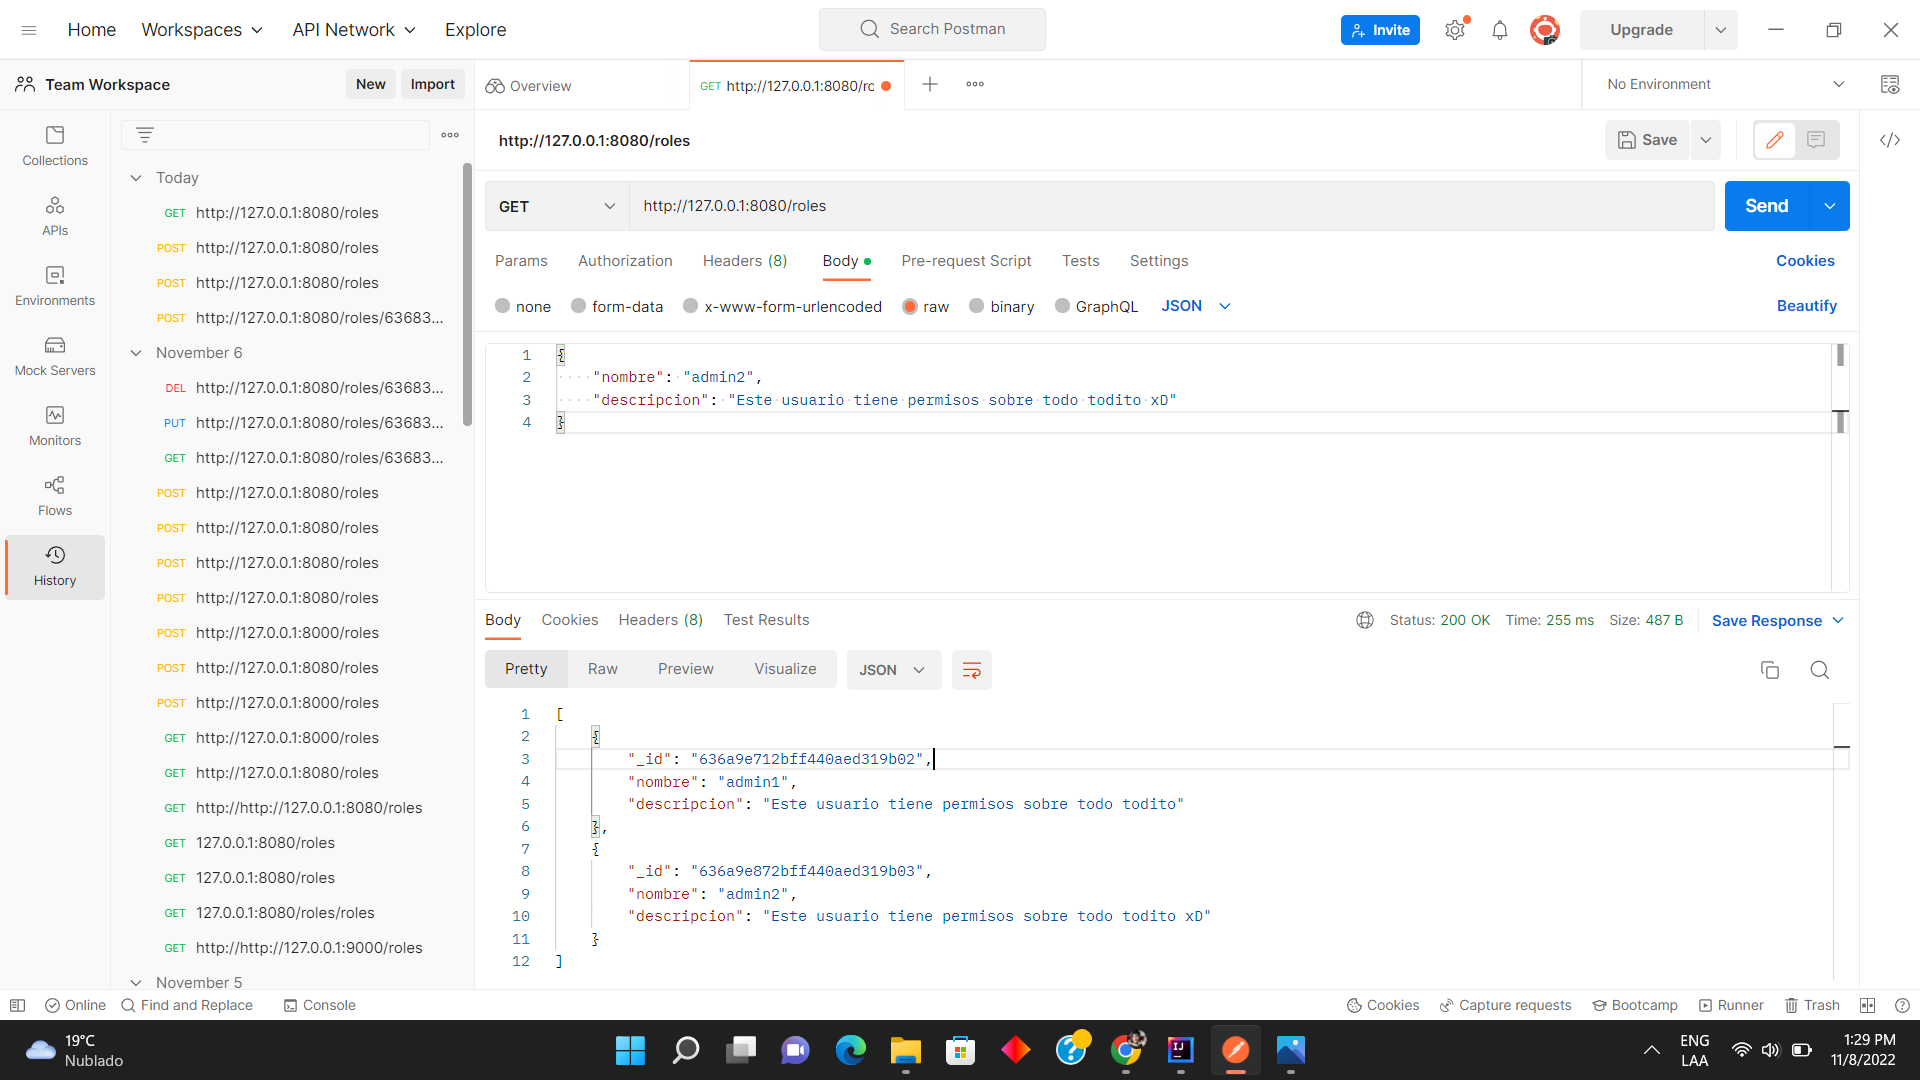 Home Workspaces API Network Explore Search Postman Invite Upgrade
Team Workspace New Import Overview GET http://127.0.0.1:8080/ro No Environment
http://127.0.0.1:8080/roles Save
GET http://127.0.0.1:8080/roles Send
Params Authorization Headers (8) Body Pre-request Script Tests Settings Cookies
none form-data x-www-form-urlencoded raw binary GraphQL JSON Beautify
1 {
2 "nombre": "admin2",
3 "descripcion": "Este usuario tiene permisos sobre todo todito xD"
4 }
Collections
APIs
Environments
Mock Servers
Monitors
Flows
History
Today
GET http://127.0.0.1:8080/roles
POST http://127.0.0.1:8080/roles
POST http://127.0.0.1:8080/roles
POST http://127.0.0.1:8080/roles/63683...
November 6
DEL http://127.0.0.1:8080/roles/63683...
PUT http://127.0.0.1:8080/roles/63683...
GET http://127.0.0.1:8080/roles/63683...
POST http://127.0.0.1:8080/roles
POST http://127.0.0.1:8080/roles
POST http://127.0.0.1:8080/roles
POST http://127.0.0.1:8080/roles
POST http://127.0.0.1:8000/roles
POST http://127.0.0.1:8080/roles
POST http://127.0.0.1:8000/roles
GET http://127.0.0.1:8000/roles
GET http://127.0.0.1:8080/roles
GET http://http://127.0.0.1:8080/roles
GET 127.0.0.1:8080/roles
GET 127.0.0.1:8080/roles
GET 127.0.0.1:8080/roles/roles
GET http://http://127.0.0.1:9000/roles
November 5
Body Cookies Headers (8) Test Results Status: 200 OK Time: 255 ms Size: 487 B Save Response
Pretty Raw Preview Visualize JSON
1 [
2 {
3 "_id": "636a9e712bff440aed319b02",
4 "nombre": "admin1",
5 "descripcion": "Este usuario tiene permisos sobre todo todito"
6 },
7 {
8 "_id": "636a9e872bff440aed319b03",
9 "nombre": "admin2",
10 "descripcion": "Este usuario tiene permisos sobre todo todito xD"
11 }
12 ]
Online Find and Replace Console Cookies Capture requests Bootcamp Runner Trash
19°C
Nublado
IJ
ENG
LAA
1:29 PM
11/8/2022